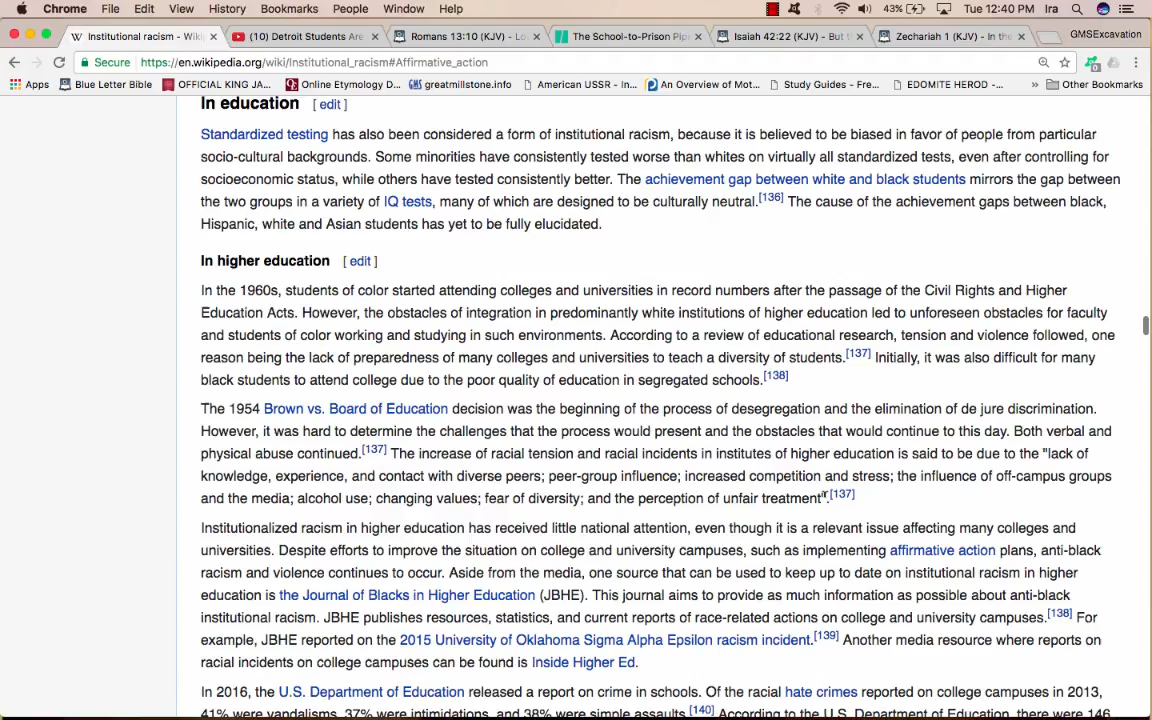 Chrome File Edit View History Bookmarks People Window Help 43% Tue 12:40 PM Ira
Institutional racism - Wiki (10) Detroit Students Are Romans 13:10 (KJV) - Lo The School-to-Prison Pip Isaiah 42:22 (KJV) - But t Zechariah 1 (KJV) - In the GMSExcavation
Secure https://en.wikipedia.org/wiki/Institutional_racism#Affirmative_action
Apps Blue Letter Bible OFFICIAL KING JA... Online Etymology D... greatmillstone.info American USSR - In... An Overview of Mot... Study Guides - Fre... EDOMITE HEROD -... » Other Bookmarks
In education [ edit ]
Standardized testing has also been considered a form of institutional racism, because it is believed to be biased in favor of people from particular
socio-cultural backgrounds. Some minorities have consistently tested worse than whites on virtually all standardized tests, even after controlling for
socioeconomic status, while others have tested consistently better. The achievement gap between white and black students mirrors the gap between
the two groups in a variety of IQ tests, many of which are designed to be culturally neutral.[136] The cause of the achievement gaps between black,
Hispanic, white and Asian students has yet to be fully elucidated.
In higher education [ edit ]
In the 1960s, students of color started attending colleges and universities in record numbers after the passage of the Civil Rights and Higher
Education Acts. However, the obstacles of integration in predominantly white institutions of higher education led to unforeseen obstacles for faculty
and students of color working and studying in such environments. According to a review of educational research, tension and violence followed, one
reason being the lack of preparedness of many colleges and universities to teach a diversity of students.[137] Initially, it was also difficult for many
black students to attend college due to the poor quality of education in segregated schools.[138]
The 1954 Brown vs. Board of Education decision was the beginning of the process of desegregation and the elimination of de jure discrimination.
However, it was hard to determine the challenges that the process would present and the obstacles that would continue to this day. Both verbal and
physical abuse continued.[137] The increase of racial tension and racial incidents in institutes of higher education is said to be due to the "lack of
knowledge, experience, and contact with diverse peers; peer-group influence; increased competition and stress; the influence of off-campus groups
and the media; alcohol use; changing values; fear of diversity; and the perception of unfair treatment".[137]
Institutionalized racism in higher education has received little national attention, even though it is a relevant issue affecting many colleges and
universities. Despite efforts to improve the situation on college and university campuses, such as implementing affirmative action plans, anti-black
racism and violence continues to occur. Aside from the media, one source that can be used to keep up to date on institutional racism in higher
education is the Journal of Blacks in Higher Education (JBHE). This journal aims to provide as much information as possible about anti-black
institutional racism. JBHE publishes resources, statistics, and current reports of race-related actions on college and university campuses.[138] For
example, JBHE reported on the 2015 University of Oklahoma Sigma Alpha Epsilon racism incident.[139] Another media resource where reports on
racial incidents on college campuses can be found is Inside Higher Ed.
In 2016, the U.S. Department of Education released a report on crime in schools. Of the racial hate crimes reported on college campuses in 2013,
41% were vandalisms, 37% were intimidations, and 38% were simple assaults.[140] According to the U.S. Department of Education, there were 146